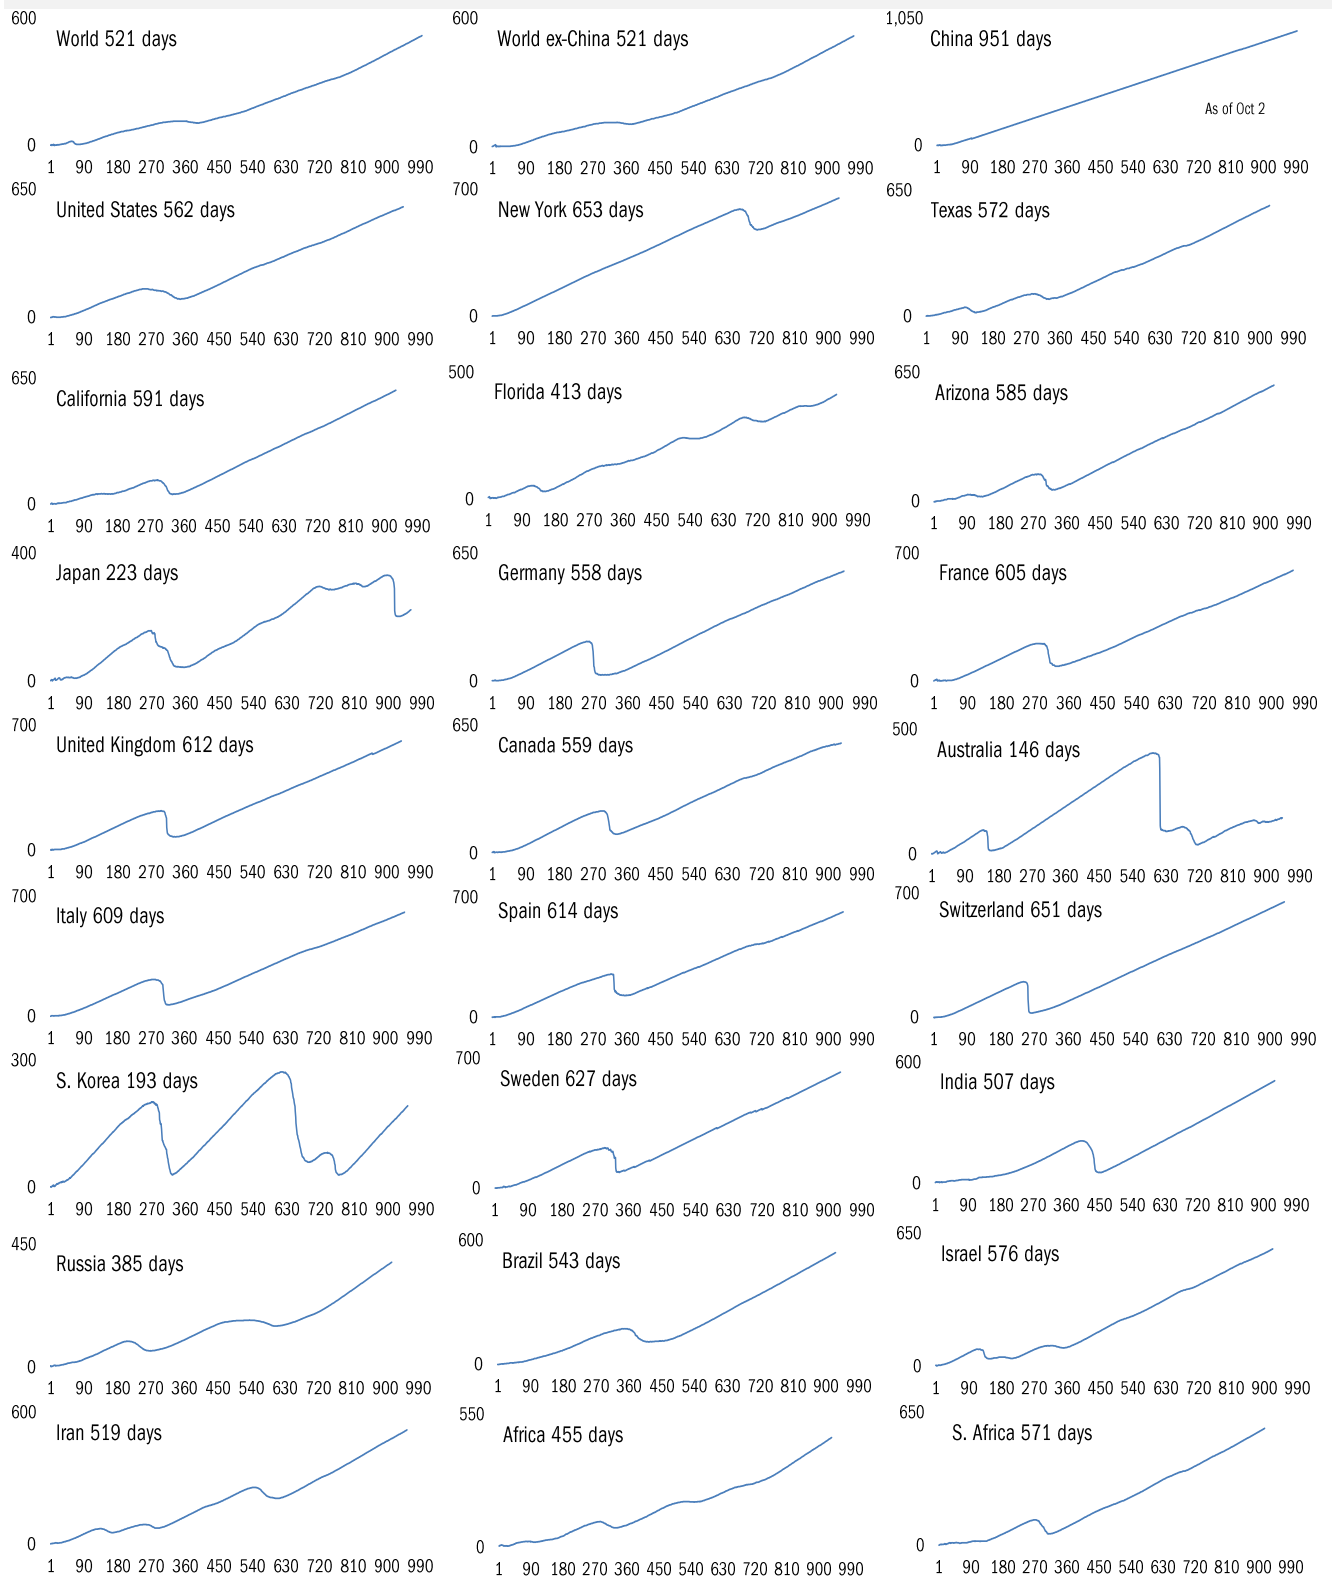 600
World 521 days
0
1 90 180 270 360 450 540 630 720 810 900 990
600
World ex-China 521 days
0
1 90 180 270 360 450 540 630 720 810 900 990
1,050
China 951 days
As of Oct 2
0
1 90 180 270 360 450 540 630 720 810 900 990
650
United States 562 days
0
1 90 180 270 360 450 540 630 720 810 900 990
700
New York 653 days
0
1 90 180 270 360 450 540 630 720 810 900 990
650
Texas 572 days
0
1 90 180 270 360 450 540 630 720 810 900 990
650
California 591 days
0
1 90 180 270 360 450 540 630 720 810 900 990
500
Florida 413 days
0
1 90 180 270 360 450 540 630 720 810 900 990
650
Arizona 585 days
0
1 90 180 270 360 450 540 630 720 810 900 990
400
Japan 223 days
0
1 90 180 270 360 450 540 630 720 810 900 990
650
Germany 558 days
0
1 90 180 270 360 450 540 630 720 810 900 990
700
France 605 days
0
1 90 180 270 360 450 540 630 720 810 900 990
700
United Kingdom 612 days
0
1 90 180 270 360 450 540 630 720 810 900 990
650
Canada 559 days
0
1 90 180 270 360 450 540 630 720 810 900 990
500
Australia 146 days
0
1 90 180 270 360 450 540 630 720 810 900 990
700
Italy 609 days
0
1 90 180 270 360 450 540 630 720 810 900 990
700
Spain 614 days
0
1 90 180 270 360 450 540 630 720 810 900 990
700
Switzerland 651 days
0
1 90 180 270 360 450 540 630 720 810 900 990
300
S. Korea 193 days
0
1 90 180 270 360 450 540 630 720 810 900 990
700
Sweden 627 days
0
1 90 180 270 360 450 540 630 720 810 900 990
600
India 507 days
0
1 90 180 270 360 450 540 630 720 810 900 990
450
Russia 385 days
0
1 90 180 270 360 450 540 630 720 810 900 990
600
Brazil 543 days
0
1 90 180 270 360 450 540 630 720 810 900 990
650
Israel 576 days
0
1 90 180 270 360 450 540 630 720 810 900 990
600
Iran 519 days
0
1 90 180 270 360 450 540 630 720 810 900 990
550
Africa 455 days
0
1 90 180 270 360 450 540 630 720 810 900 990
650
S. Africa 571 days
0
1 90 180 270 360 450 540 630 720 810 900 990